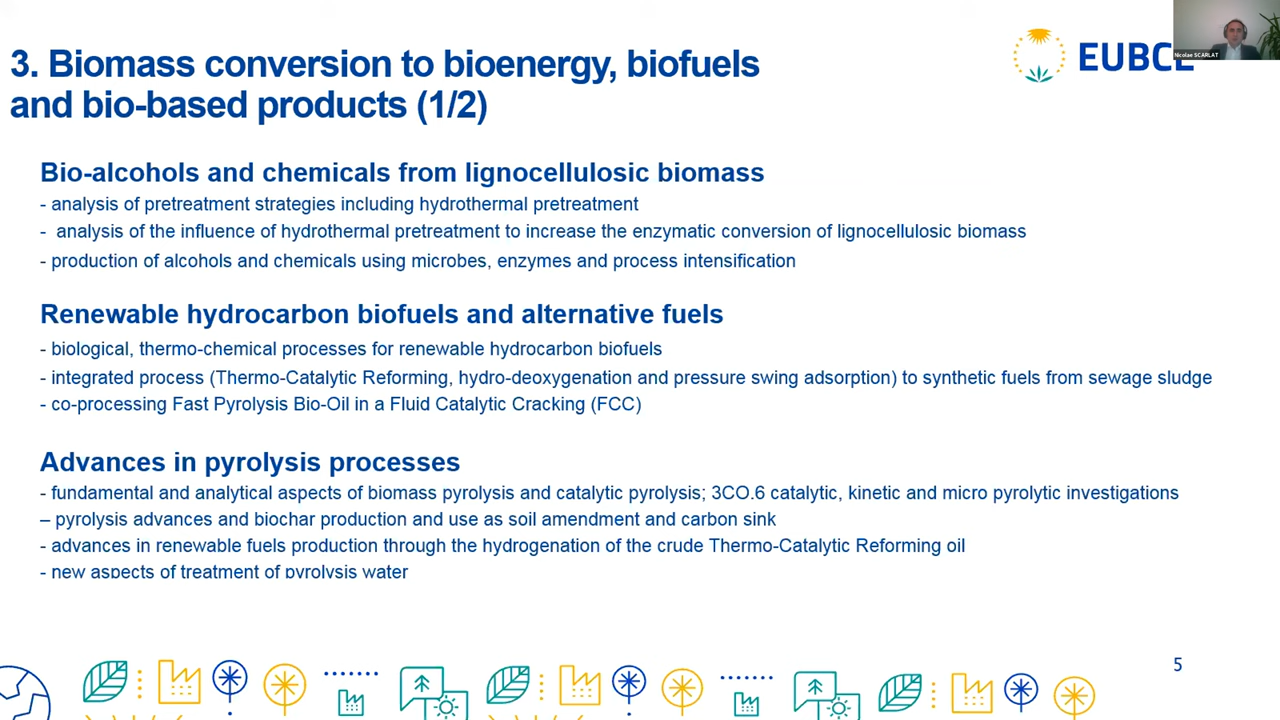 3. Biomass conversion to bioenergy, biofuels
and bio-based products (1/2)
EUBCE
Nicolae SCARLAT
Bio-alcohols and chemicals from lignocellulosic biomass
- analysis of pretreatment strategies including hydrothermal pretreatment
- analysis of the influence of hydrothermal pretreatment to increase the enzymatic conversion of lignocellulosic biomass
- production of alcohols and chemicals using microbes, enzymes and process intensification
Renewable hydrocarbon biofuels and alternative fuels
- biological, thermo-chemical processes for renewable hydrocarbon biofuels
- integrated process (Thermo-Catalytic Reforming, hydro-deoxygenation and pressure swing adsorption) to synthetic fuels from sewage sludge
- co-processing Fast Pyrolysis Bio-Oil in a Fluid Catalytic Cracking (FCC)
Advances in pyrolysis processes
- fundamental and analytical aspects of biomass pyrolysis and catalytic pyrolysis; 3CO.6 catalytic, kinetic and micro pyrolytic investigations
– pyrolysis advances and biochar production and use as soil amendment and carbon sink
- advances in renewable fuels production through the hydrogenation of the crude Thermo-Catalytic Reforming oil
- new aspects of treatment of pyrolysis water
5